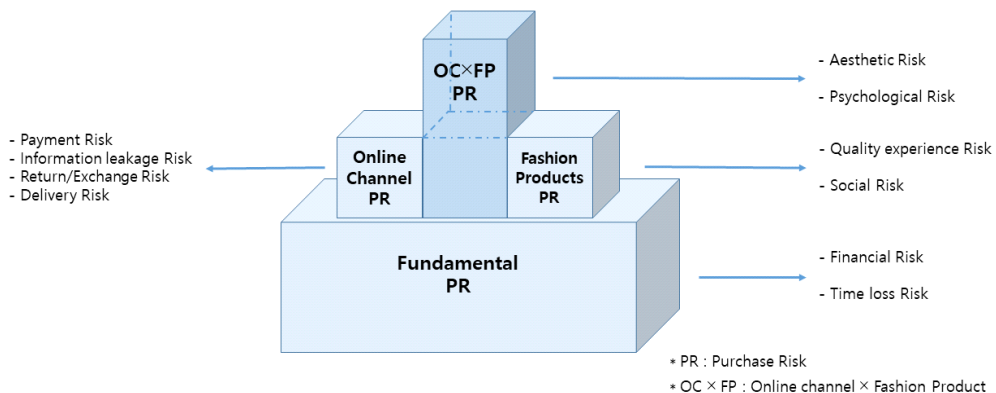 OC×FP
PR
- Aesthetic Risk
- Psychological Risk
- Payment Risk
- Information leakage Risk
- Return/Exchange Risk
- Delivery Risk
Online
Channel
PR
Fashion
Products
PR
- Quality experience Risk
- Social Risk
Fundamental
PR
- Financial Risk
- Time loss Risk
* PR : Purchase Risk
* OC × FP : Online channel × Fashion Product